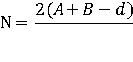 N = 2(A+B−d)